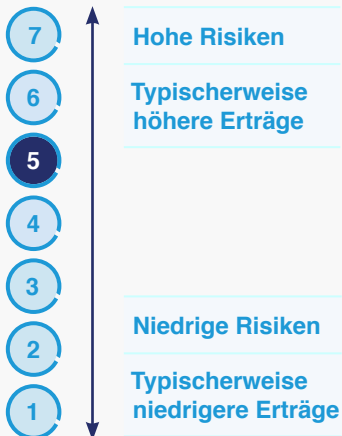 7
Hohe Risiken
6
Typischerweise
höhere Erträge
5
4
3
Niedrige Risiken
2
Typischerweise
niedrigere Erträge
1